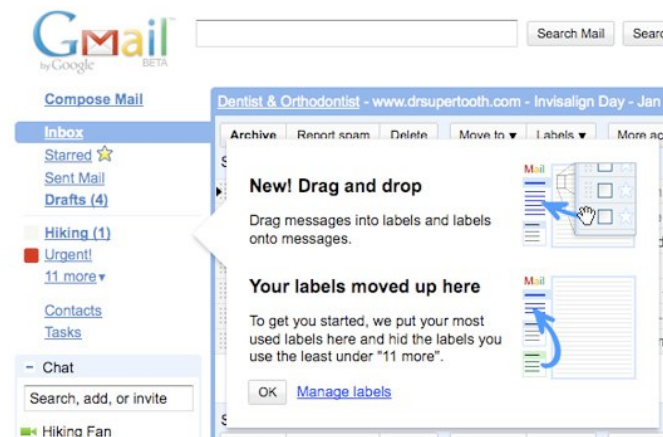 Gmail
by Google BETA
Search Mail
Compose Mail
Dentist & Orthodontist - www.drsupertooth.com - Invisalign Day - Jan
Inbox
Archive Report spam Delete Move to ▼ Labels ▼ More
Starred
Sent Mail
Drafts (4)
Hiking (1)
Urgent!
11 more ▾
Contacts
Tasks
– Chat
Search, add, or invite
Hiking Fan
New! Drag and drop
Drag messages into labels and labels
onto messages.
Mail
Your labels moved up here
To get you started, we put your most
used labels here and hid the labels you
use the least under "11 more".
Mail
OK Manage labels